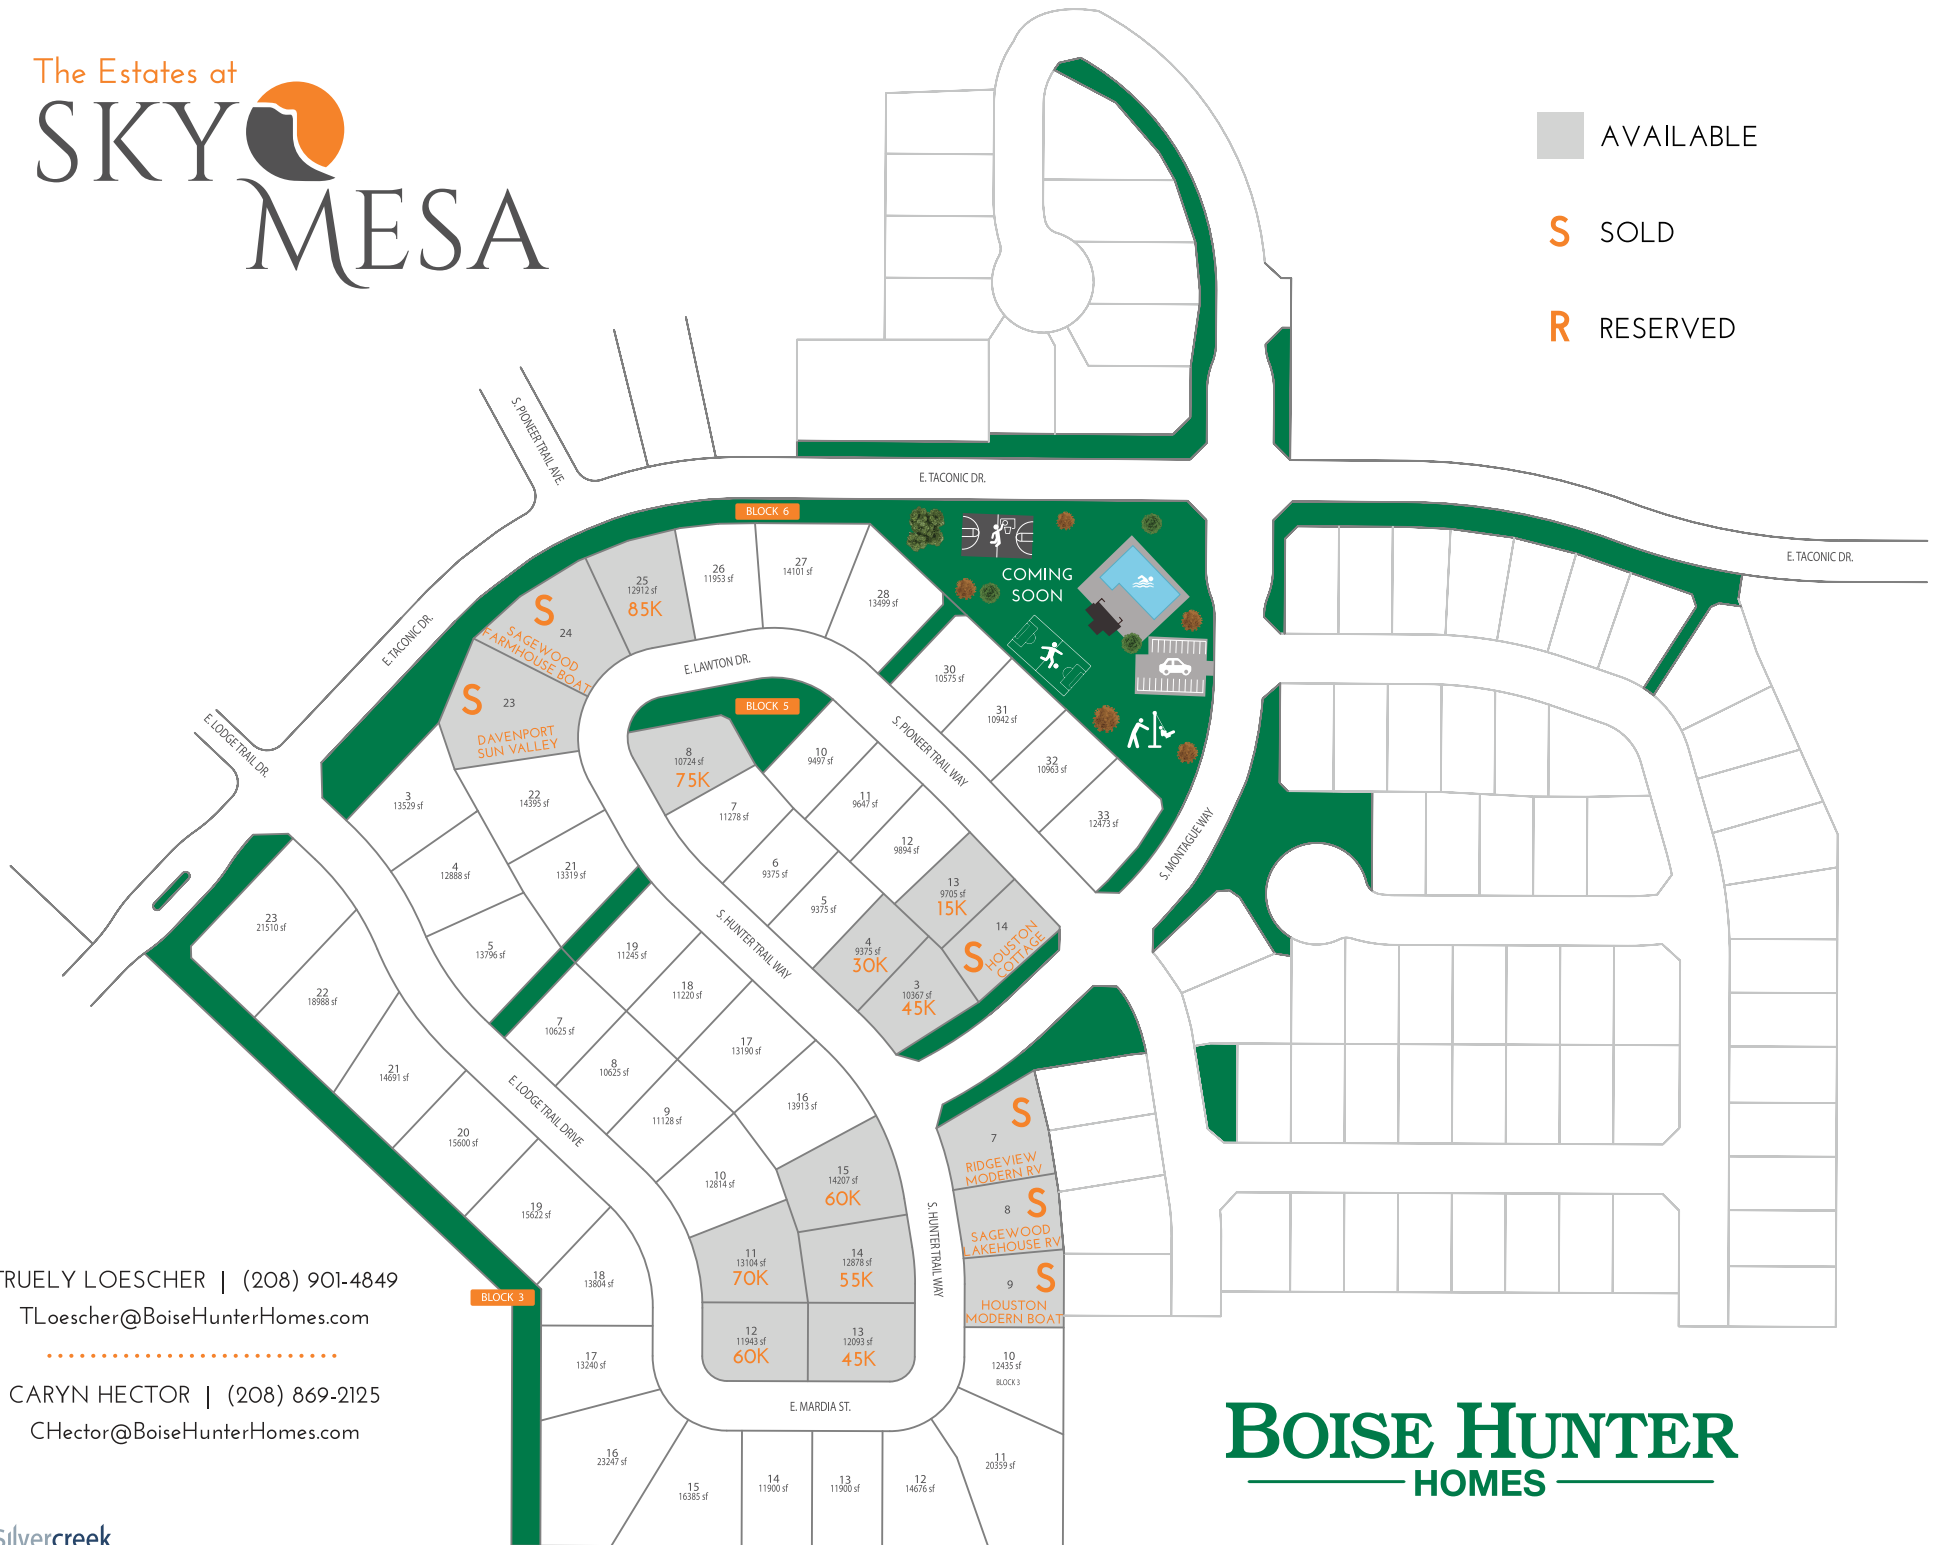 The Estates at
SKY
MESA
AVAILABLE
S SOLD
R RESERVED
S. PIONEER TRAIL AVE.
E. TACONIC DR.
E. TACONIC DR.
E. TACONIC DR.
E. LODGE TRAIL DR.
BLOCK 6
COMING
SOON
25
12912 sf
85K
26
11953 sf
27
14101 sf
28
13499 sf
S
24
SAGEWOOD
FARMHOUSE BOAT
S
23
DAVENPORT
SUN VALLEY
E. LAWTON DR.
BLOCK 5
S. PIONEER TRAIL WAY
30
10575 sf
31
10942 sf
32
10963 sf
33
12473 sf
S. MONTAGUE WAY
8
10724 sf
75K
10
9497 sf
11
9647 sf
12
9894 sf
13
9705 sf
15K
14
S
HOUSTON
COTTAGE
7
11278 sf
6
9375 sf
5
9375 sf
4
9375 sf
30K
3
10367 sf
45K
S. HUNTER TRAIL WAY
3
13529 sf
22
14395 sf
4
12888 sf
21
13319 sf
5
13796 sf
19
11245 sf
18
11220 sf
17
13190 sf
16
13913 sf
7
10625 sf
8
10625 sf
9
11128 sf
10
12814 sf
15
14207 sf
60K
11
13104 sf
70K
14
12878 sf
55K
12
11943 sf
60K
13
12093 sf
45K
E. LODGE TRAIL DRIVE
S. HUNTER TRAIL WAY
E. MARDIA ST.
S
7
RIDGEVIEW
MODERN RV
8
S
SAGEWOOD
LAKEHOUSE RV
9
S
HOUSTON
MODERN BOAT
10
12435 sf
BLOCK 3
11
20359 sf
12
14676 sf
13
11900 sf
14
11900 sf
15
16385 sf
16
23247 sf
17
13240 sf
18
13804 sf
19
15622 sf
20
15600 sf
21
14691 sf
22
18988 sf
23
21510 sf
BLOCK 3
TRUELY LOESCHER | (208) 901-4849
TLoescher@BoiseHunterHomes.com
CARYN HECTOR | (208) 869-2125
CHector@BoiseHunterHomes.com
silvercreek
BOISE HUNTER
HOMES